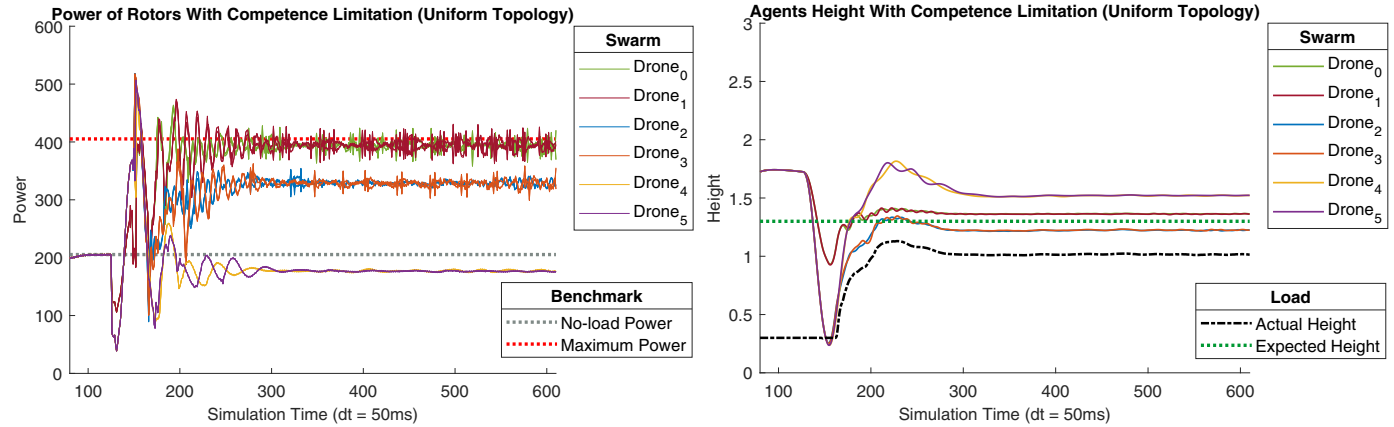 Power of Rotors With Competence Limitation (Uniform Topology)
600
500
400
300
200
100
0
Power
100
200
300
400
500
600
Simulation Time (dt = 50ms)
Swarm
Drone0
Drone1
Drone2
Drone3
Drone4
Drone5
Benchmark
No-load Power
Maximum Power
Agents Height With Competence Limitation (Uniform Topology)
3
2.5
2
1.5
1
0.5
0
Height
100
200
300
400
500
600
Simulation Time (dt = 50ms)
Swarm
Drone0
Drone1
Drone2
Drone3
Drone4
Drone5
Load
Actual Height
Expected Height